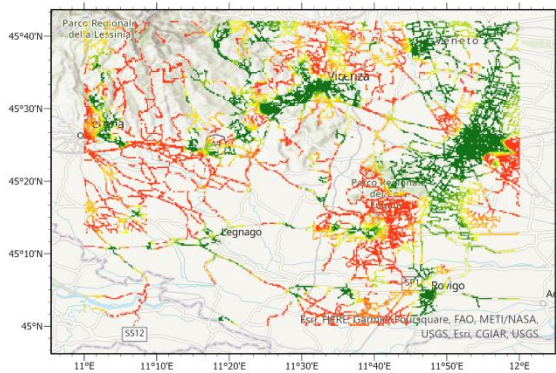 45°40'N
Parco Regionale
della Lessinia
Veneto
Vicenza
45°30'N
45°20'N
Parco Regionale
45°10'N
Legnago
SP1
Rovigo
45°N
SS12
Esri, HERE, Garmin, Foursquare, FAO, METI/NASA,
USGS, Esri, CGIAR, USGS
11°E
11°10'E
11°20'E
11°30'E
11°40'E
11°50'E
12°E